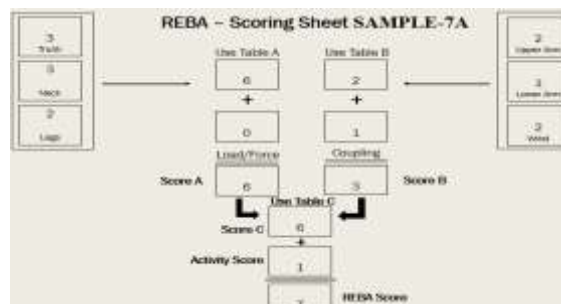 REBA – Scoring Sheet SAMPLE-7A
Use Table A
Use Table B
3
Trunk
6
2
2
Upper Arm
+
+
3
Neck
Lower Arm
0
1
2
Legs
Load/Force
Coupling
2
Wrist
Score A
6
3
Score B
Use Table C
Score C
6
+
Activity Score
1
REBA Score